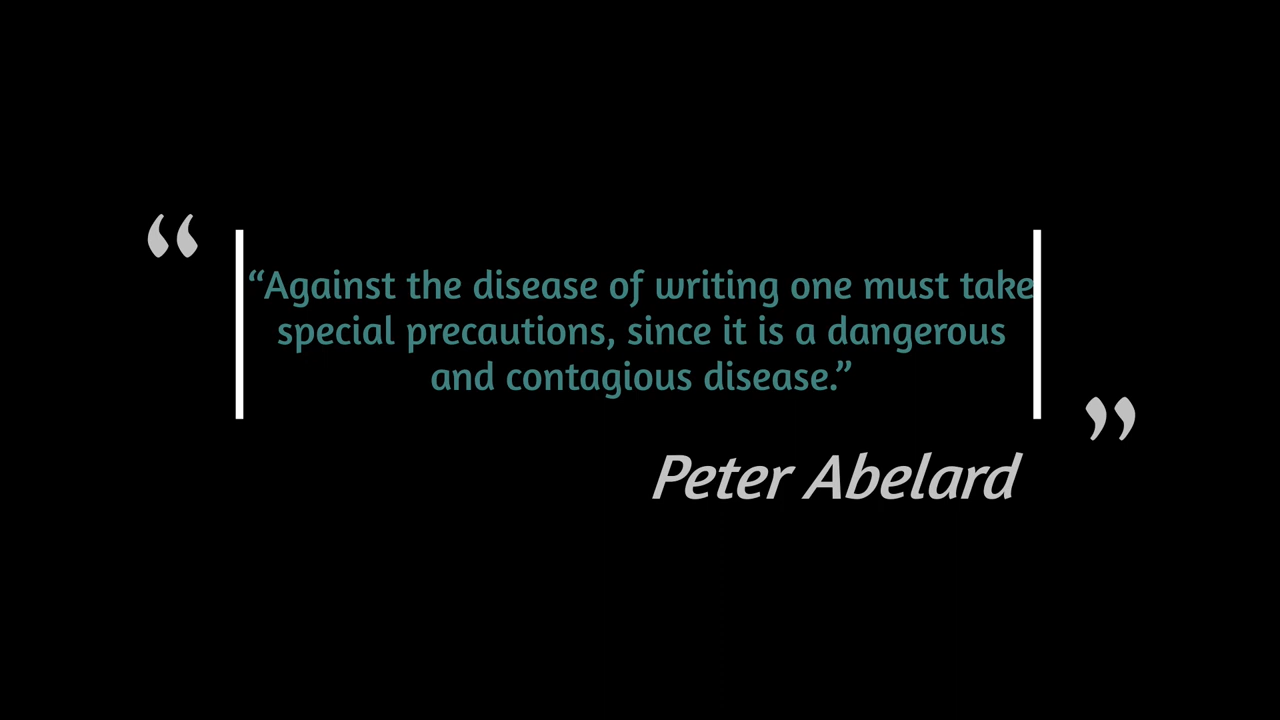 “
“Against the disease of writing one must take
special precautions, since it is a dangerous
and contagious disease.”
”
Peter Abelard